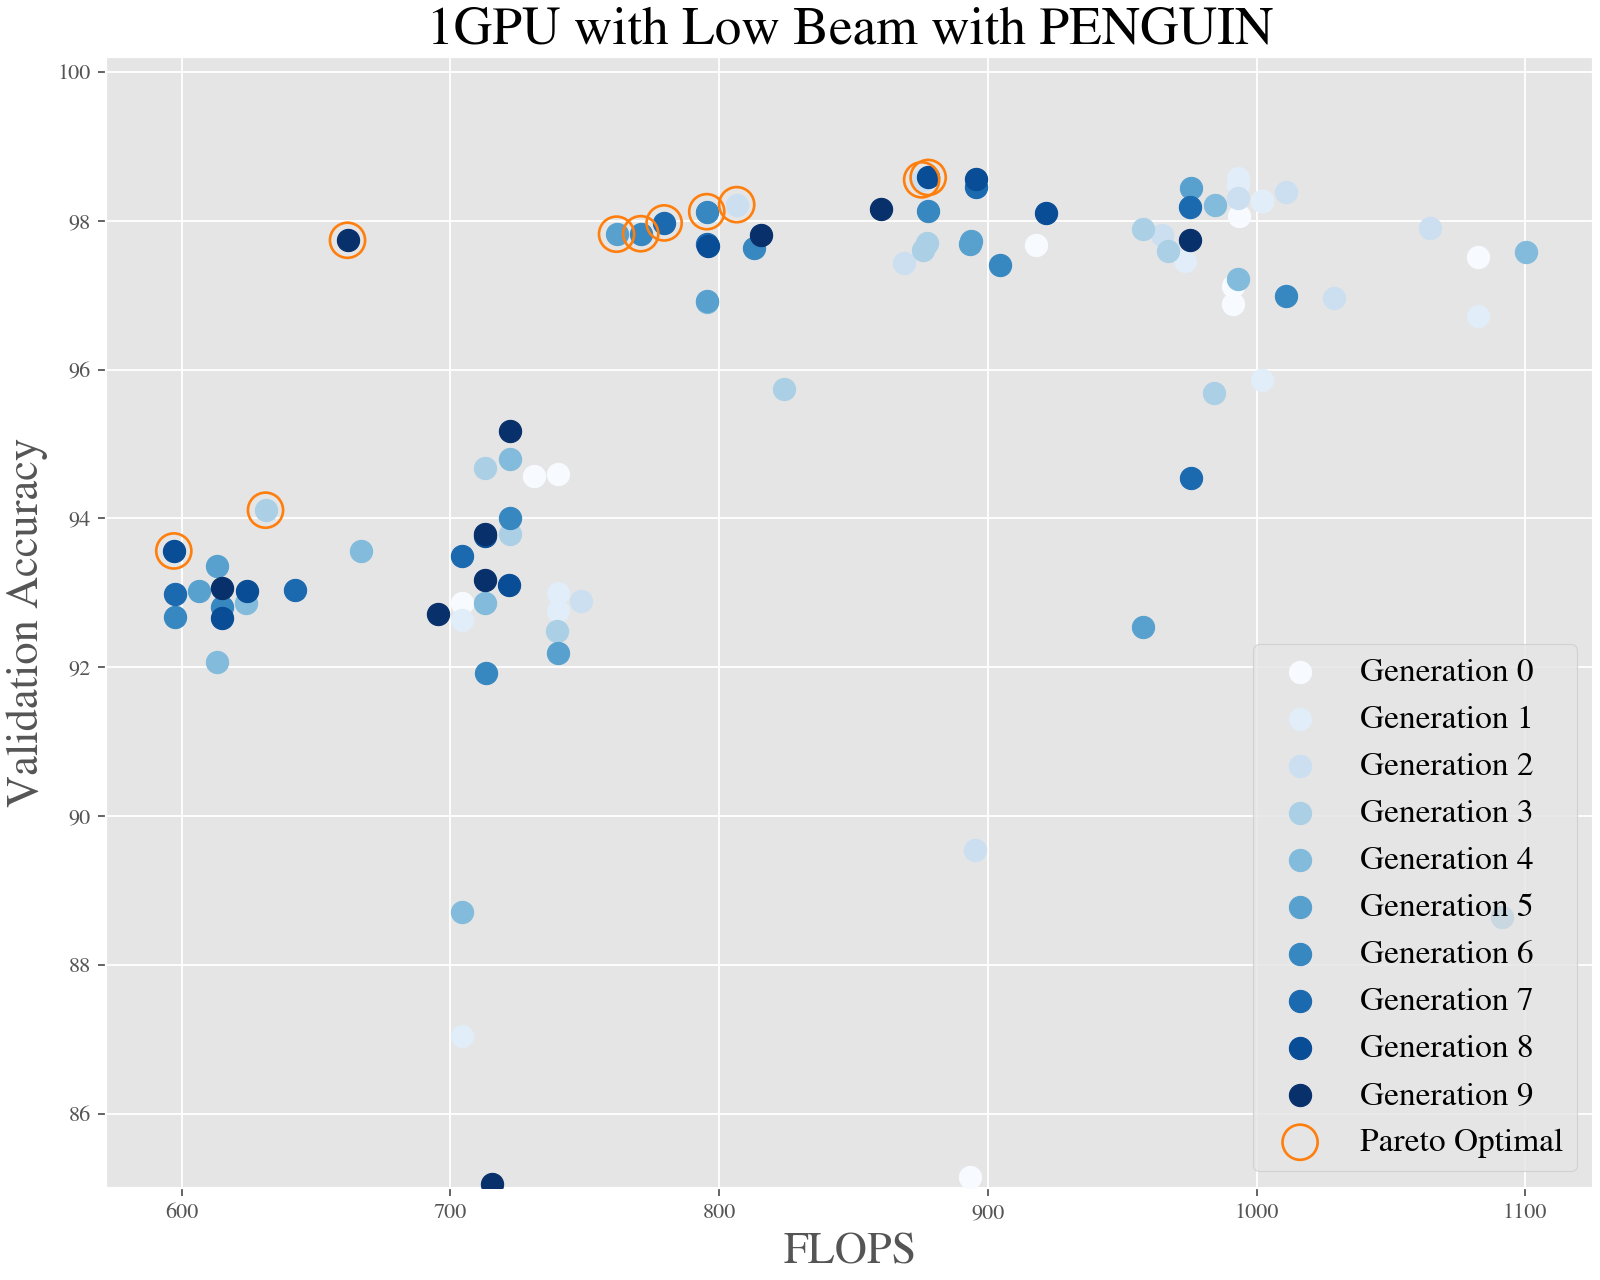 1GPU with Low Beam with PENGUIN
Validation Accuracy
100
98
96
94
92
90
88
86
600
700
800
900
1000
1100
FLOPS
Generation 0
Generation 1
Generation 2
Generation 3
Generation 4
Generation 5
Generation 6
Generation 7
Generation 8
Generation 9
Pareto Optimal